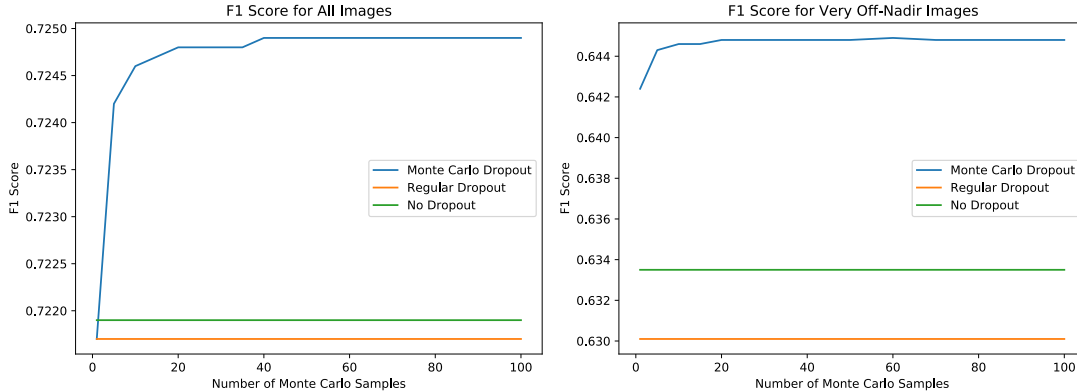 F1 Score for All Images
0.7250
0.7245
0.7240
0.7235
0.7230
0.7225
0.7220
F1 Score
Monte Carlo Dropout
Regular Dropout
No Dropout
0 20 40 60 80 100
Number of Monte Carlo Samples
F1 Score for Very Off-Nadir Images
0.644
0.642
0.640
0.638
0.636
0.634
0.632
0.630
F1 Score
Monte Carlo Dropout
Regular Dropout
No Dropout
0 20 40 60 80 100
Number of Monte Carlo Samples